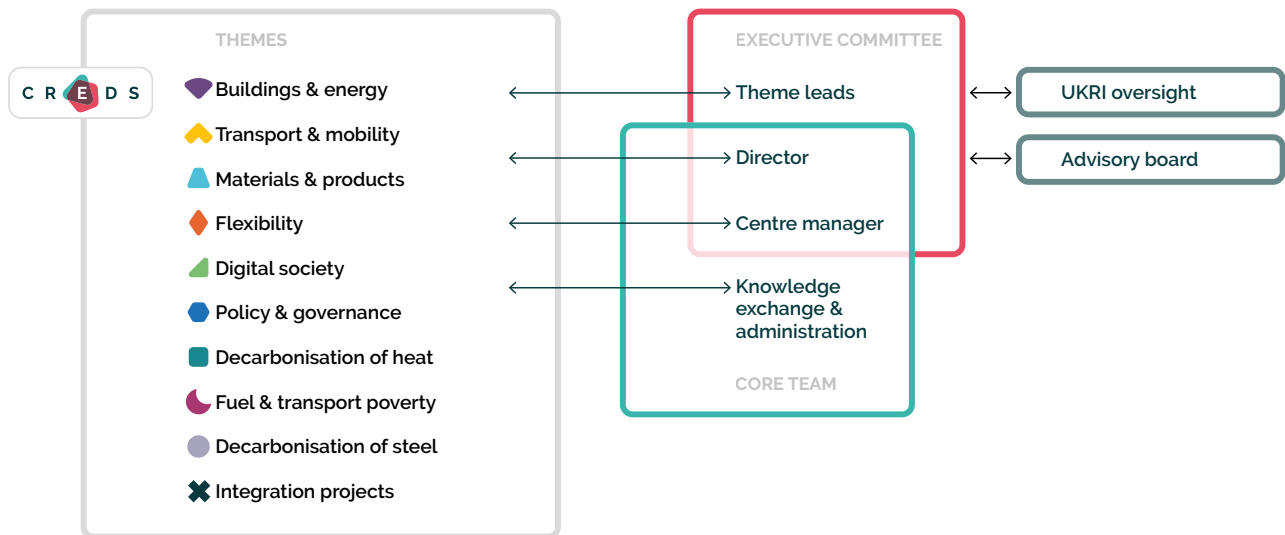 CREDS
THEMES
Buildings & energy
Transport & mobility
Materials & products
Flexibility
Digital society
Policy & governance
Decarbonisation of heat
Fuel & transport poverty
Decarbonisation of steel
Integration projects
EXECUTIVE COMMITTEE
Theme leads
Director
Centre manager
Knowledge
exchange &
administration
CORE TEAM
UKRI oversight
Advisory board